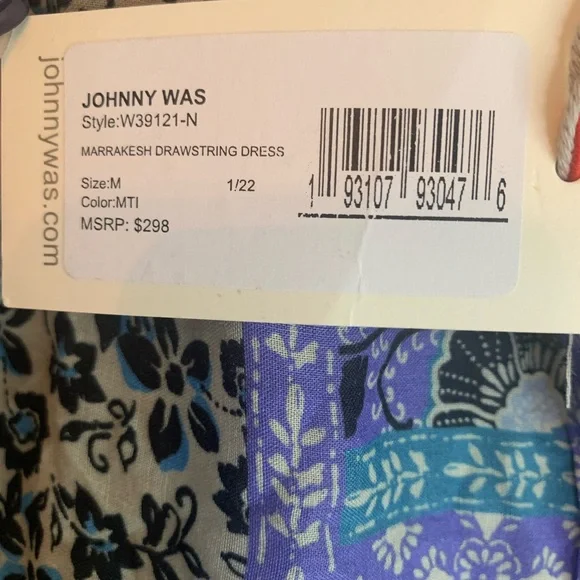 johnnywas.com
JOHNNY WAS
Style:W39121-N
MARRAKESH DRAWSTRING DRESS
Size:M 1/22
Color:MTI
MSRP: $298
1 93107 93047 6